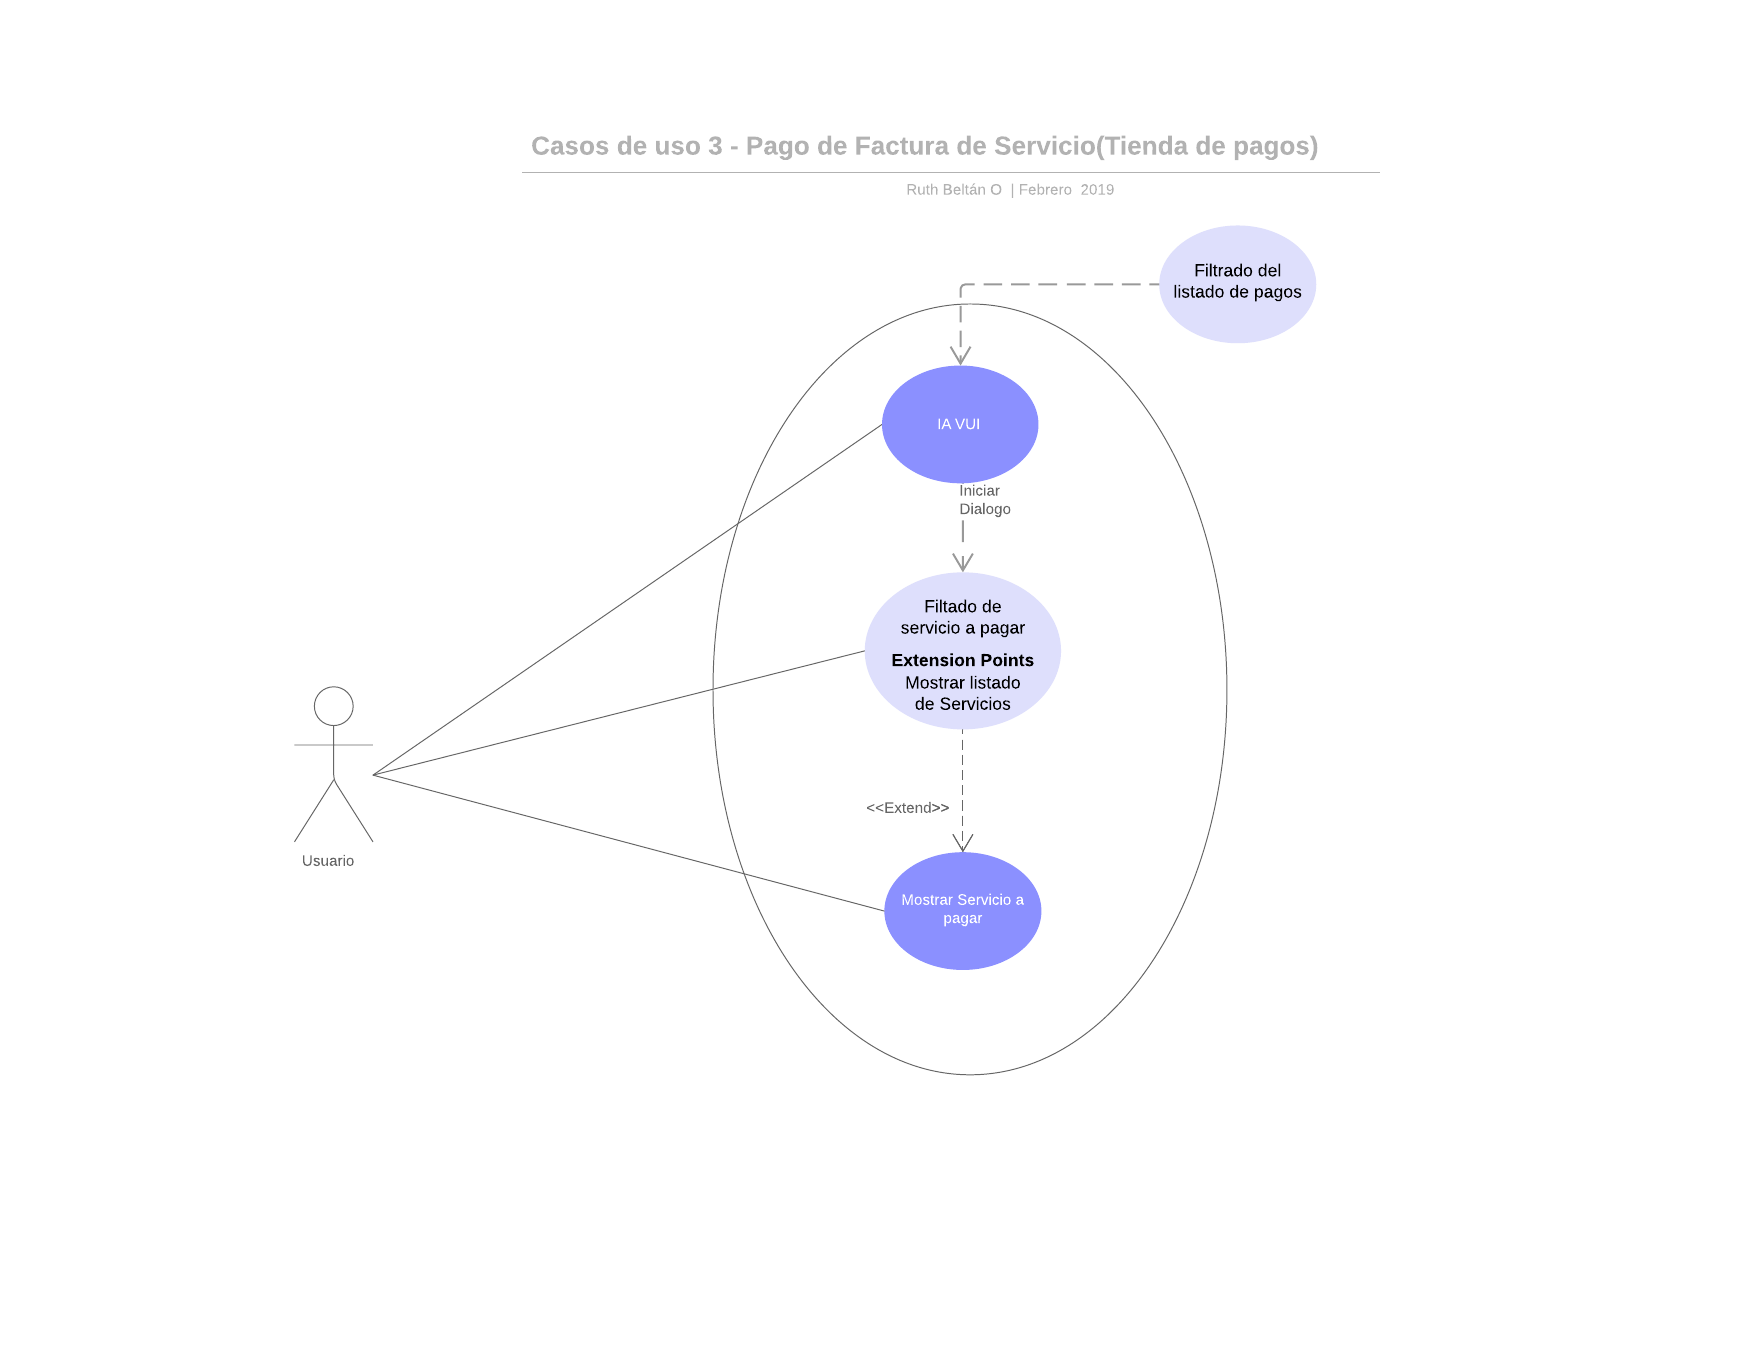 Casos de uso 3 - Pago de Factura de Servicio(Tienda de pagos)
Ruth Beltán O | Febrero 2019
Filtrado del
listado de pagos
IA VUI
Iniciar
Dialogo
Filtado de
servicio a pagar
Extension Points
Mostrar listado
de Servicios
<<Extend>>
Usuario
Mostrar Servicio a
pagar